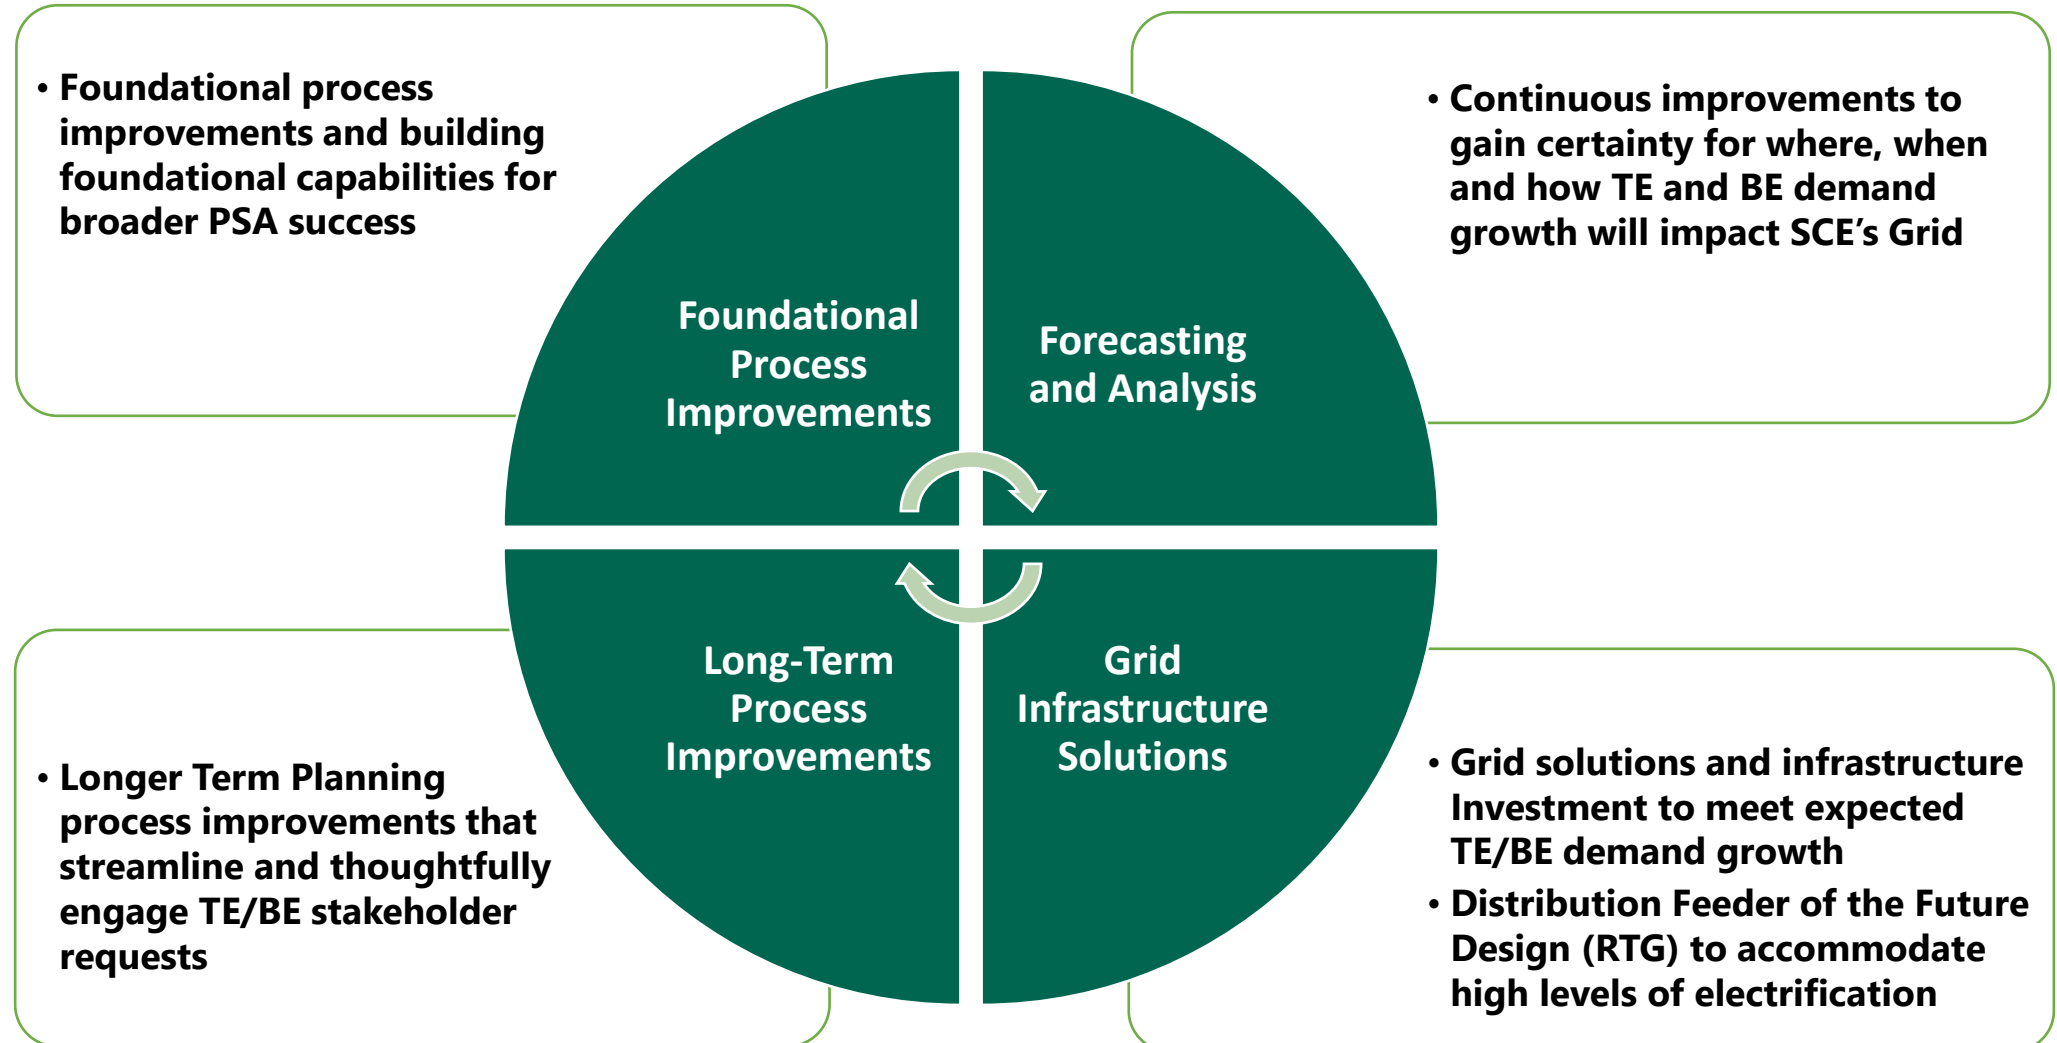 • Foundational process
improvements and building
foundational capabilities for
broader PSA success
• Continuous improvements to
gain certainty for where, when
and how TE and BE demand
growth will impact SCE’s Grid
Foundational
Process
Improvements
Forecasting
and Analysis
Long-Term
Process
Improvements
Grid
Infrastructure
Solutions
• Longer Term Planning
process improvements that
streamline and thoughtfully
engage TE/BE stakeholder
requests
• Grid solutions and infrastructure
Investment to meet expected
TE/BE demand growth
• Distribution Feeder of the Future
Design (RTG) to accommodate
high levels of electrification